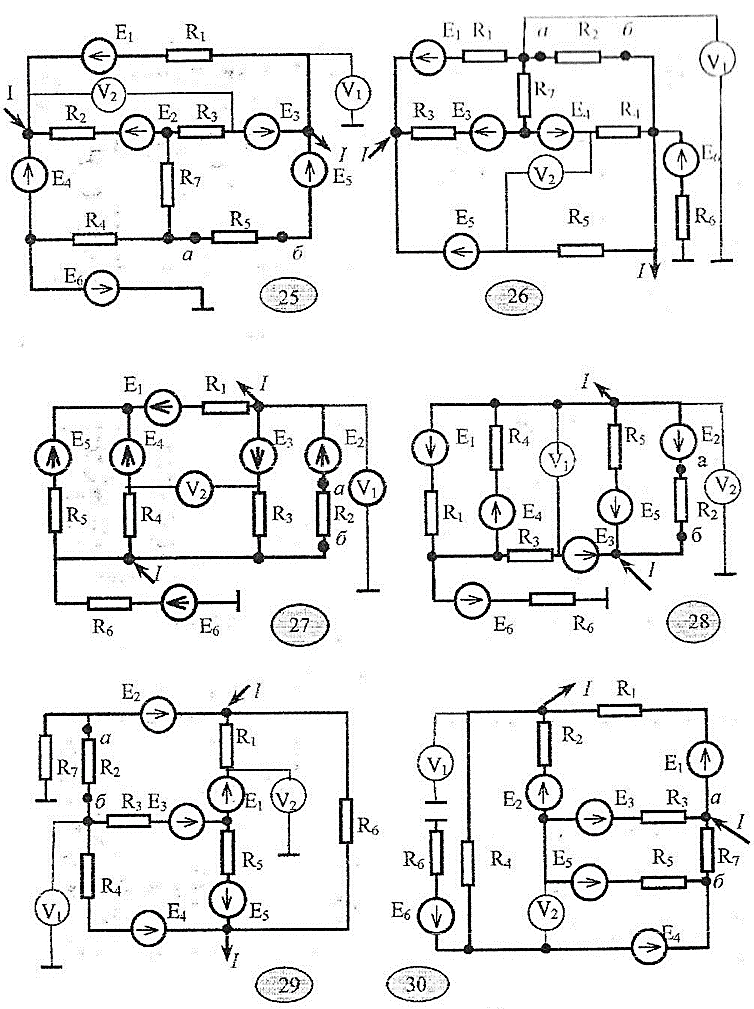 E1 R1
I R2 V2 E2 R3 E3 V1
I
E4 R7 E5
R4 R5
а б
E6
25
E1 R1 а R2 б
V1
R7
R3 E3 E4 R4
I
V2 E6
E5 R5 R6
I
26
E1 R1 I
E5 E4 E3 E2
V2 а V1
R5 R4 R3 R2
б
I
R6 E6
27
I
E1 R4 V1 R5 E2
а V2
R1 E4 R3 E5 R2
E3 б
I
E6 R6
28
E2 I
а R1
R7 R2
б R3 E3 E1 V2
R6
R4 R5
V1
E4 E5
I
29
I R1
R2
V1 E1
E2 E3 R3 а
I
R6 R4 E5 R5 R7
б
E6 V2
E4
30